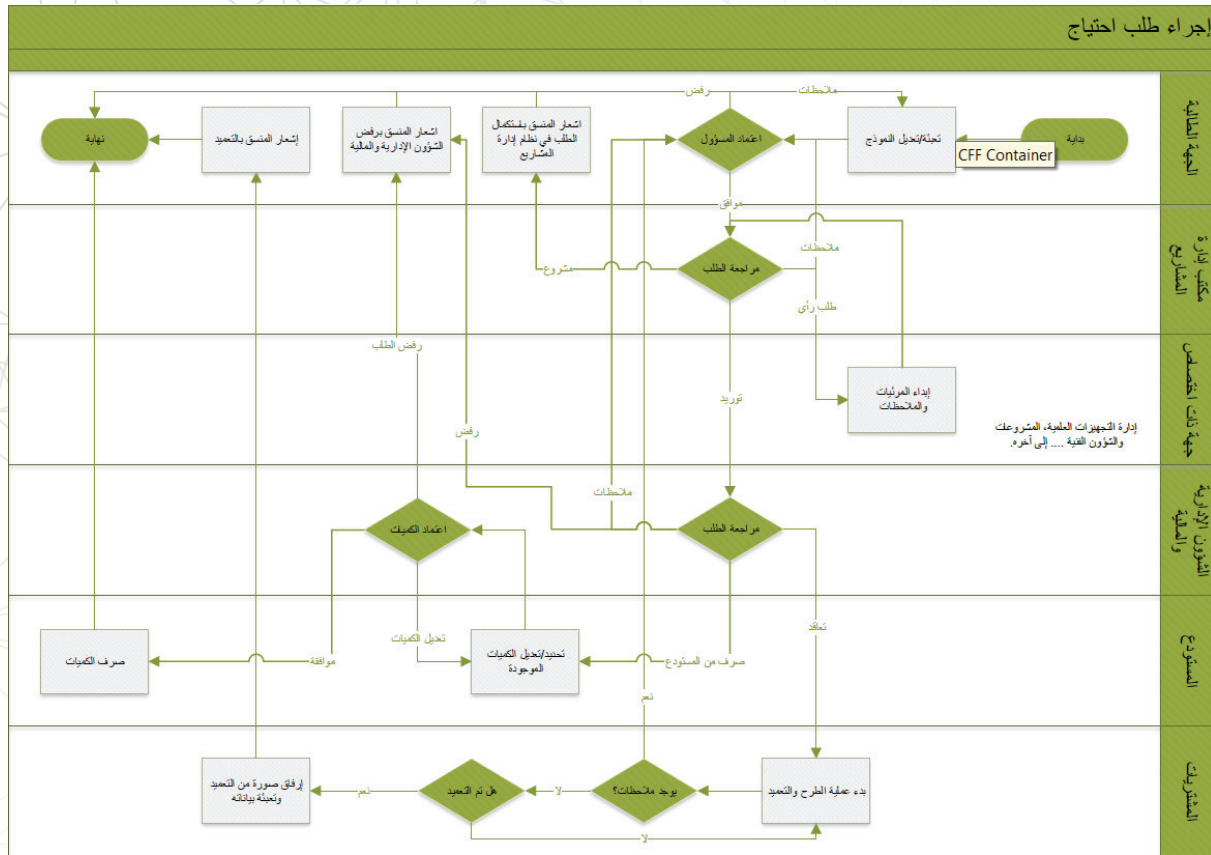 إجراء طلب احتياج
الجهة الطالبة
بداية
CFF Container
تعبئة/تعديل النموذج
ملاحظات
اعتماد المسؤول
رفض
موافق
اشعار المنسق باستكمال
الطلب في نظام إدارة
المشاريع
اشعار المنسق برفض
الشؤون الإدارية والمالية
إشعار المنسق بالتعميد
نهاية
مكتب إدارة
المشاريع
ملاحظات
مراجعة الطلب
مشروع
طلب رأي
جهة ذات اختصاص
إدارة التجهيزات العلمية، المشروعات
والشؤون الفنية .... إلى آخره.
إبداء المرئيات
والملاحظات
توريد
رفض الطلب
رفض
الشؤون الإدارية
والمالية
مراجعة الطلب
ملاحظات
اعتماد الكميات
المستودع
تعاقد
صرف من المستودع
تحديد/تعديل الكميات
الموجودة
تعديل الكميات
موافقة
صرف الكميات
نعم
المشتريات
بدء عملية الطرح والتعميد
يوجد ملاحظات؟
لا
هل تم التعميد
نعم
إرفاق صورة من التعميد
وتعبئة بياناته
لا